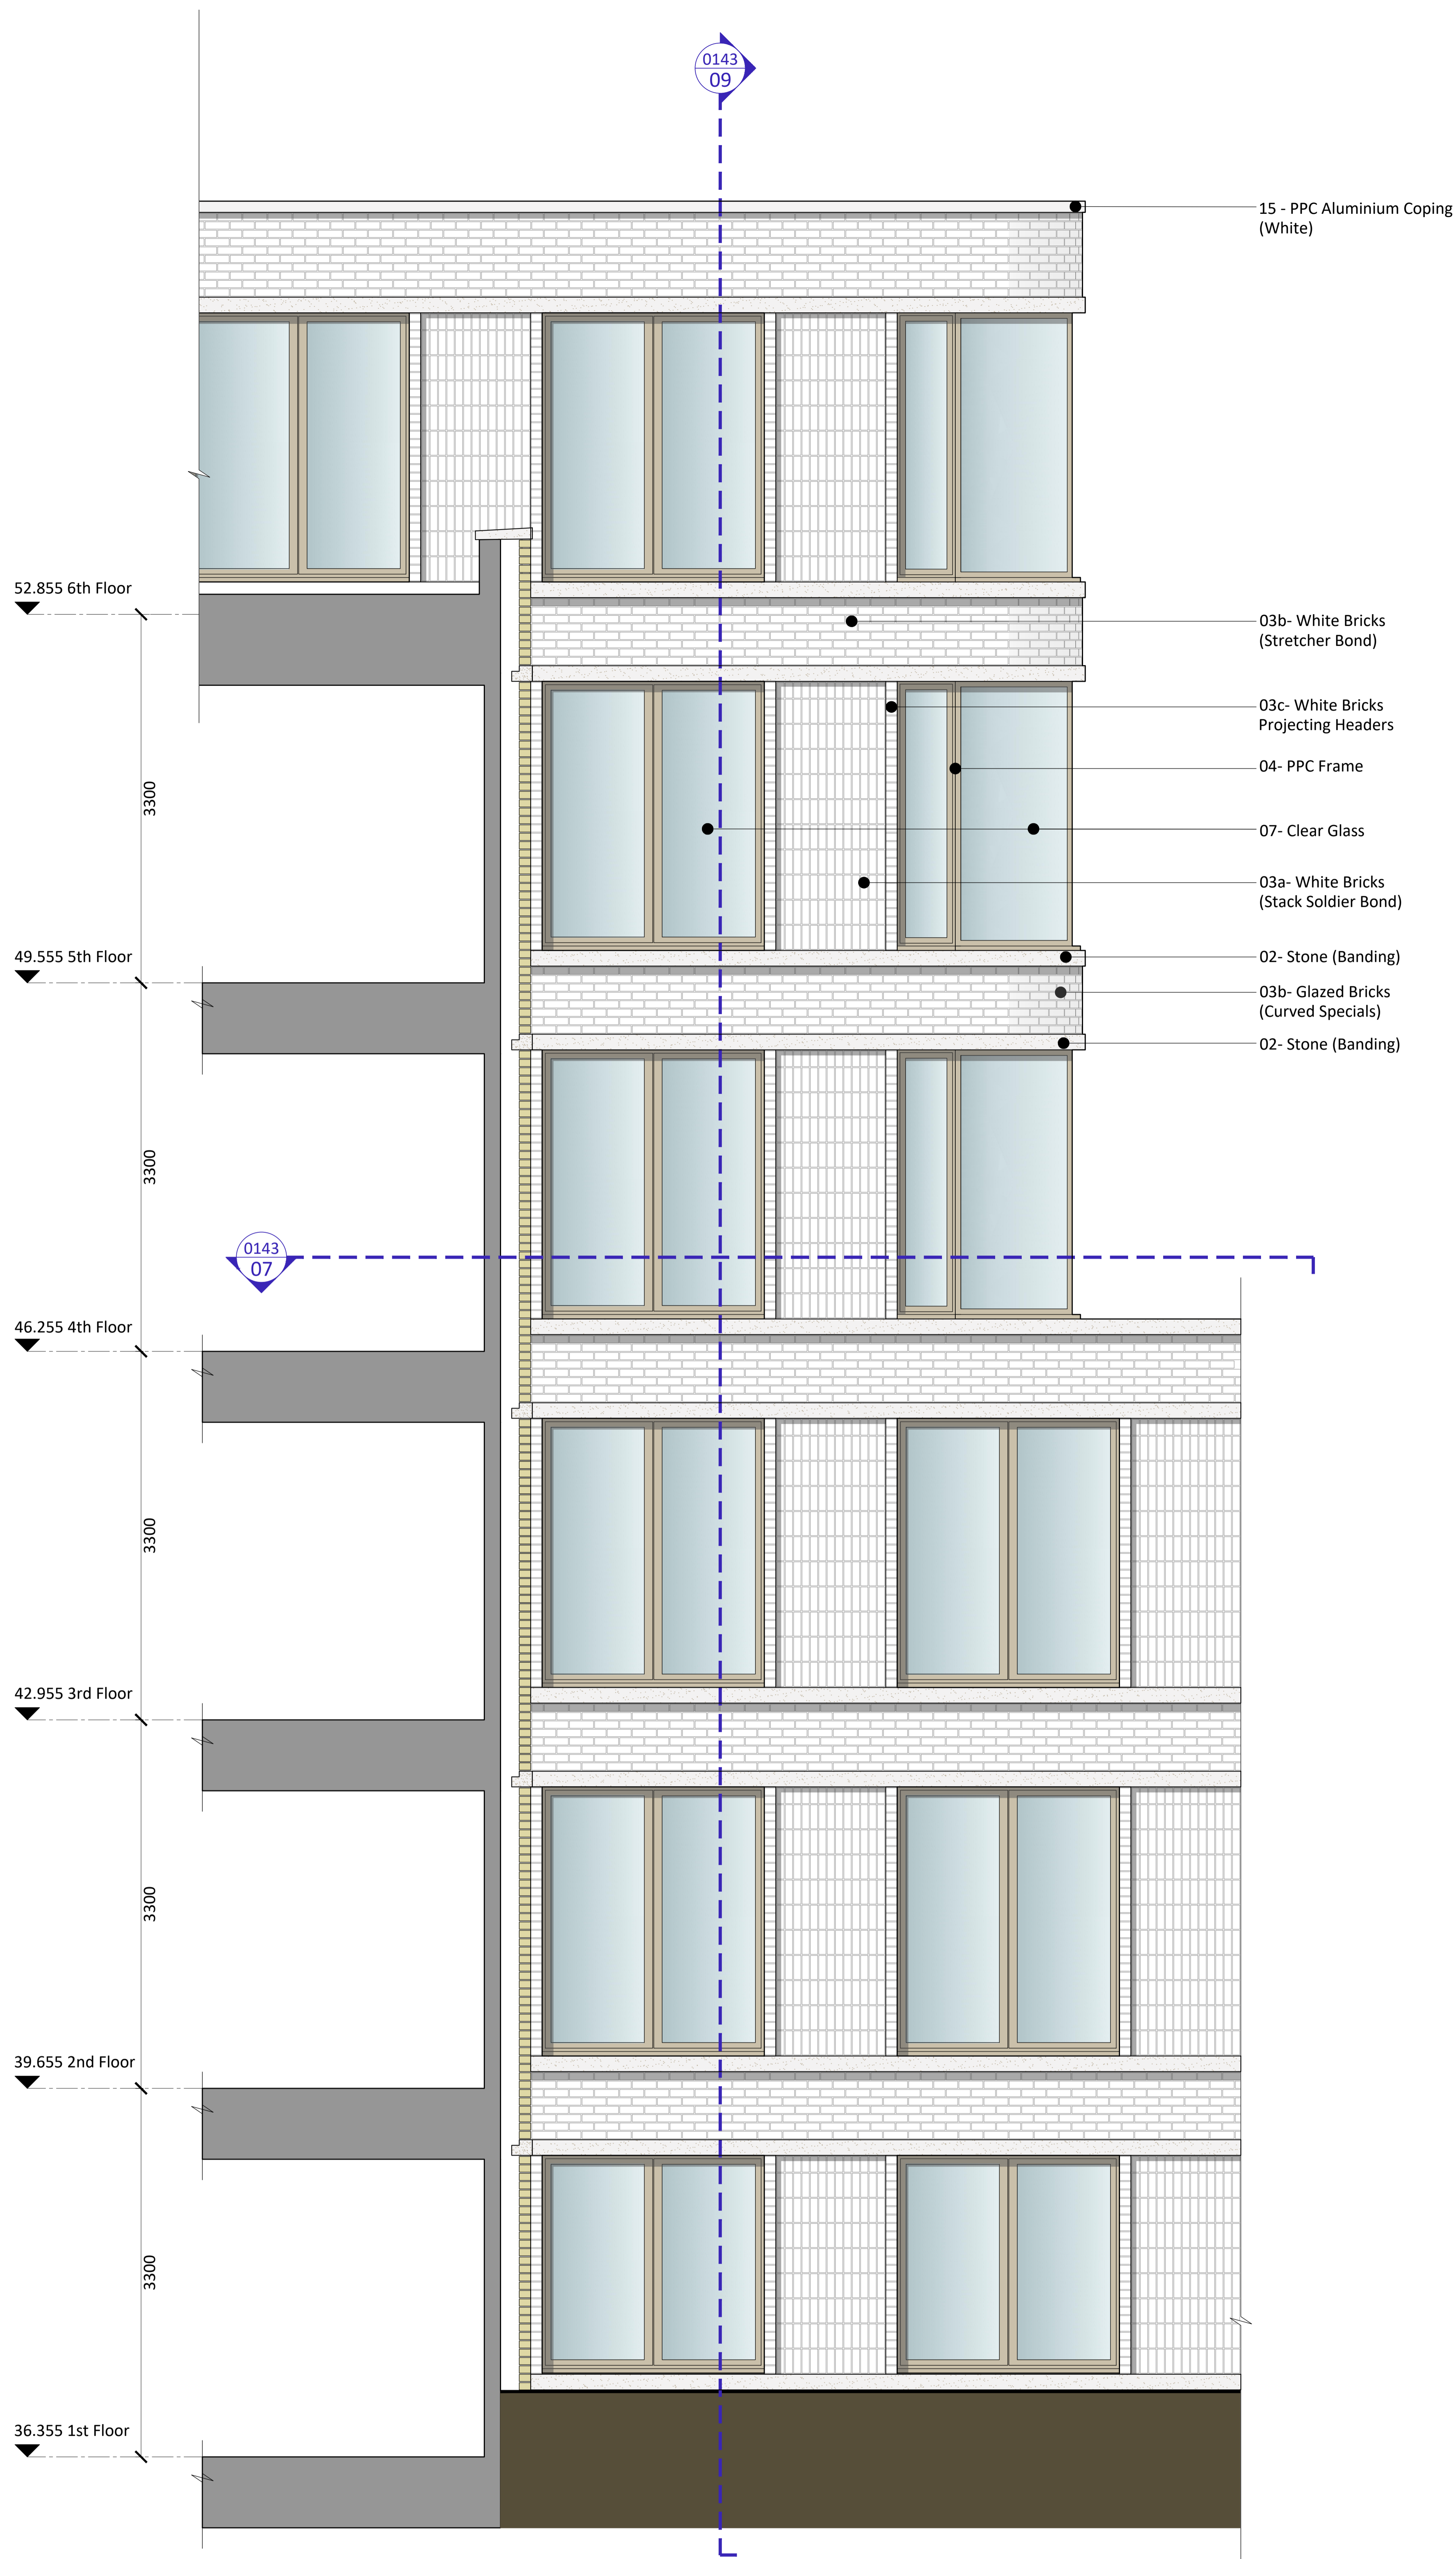 0143
09
15 - PPC Aluminium Coping
(White)
52.855 6th Floor
03b- White Bricks
(Stretcher Bond)
03c- White Bricks
Projecting Headers
04- PPC Frame
3300
07- Clear Glass
03a- White Bricks
(Stack Soldier Bond)
49.555 5th Floor
02- Stone (Banding)
03b- Glazed Bricks
(Curved Specials)
02- Stone (Banding)
3300
0143
07
46.255 4th Floor
3300
42.955 3rd Floor
3300
39.655 2nd Floor
3300
36.355 1st Floor